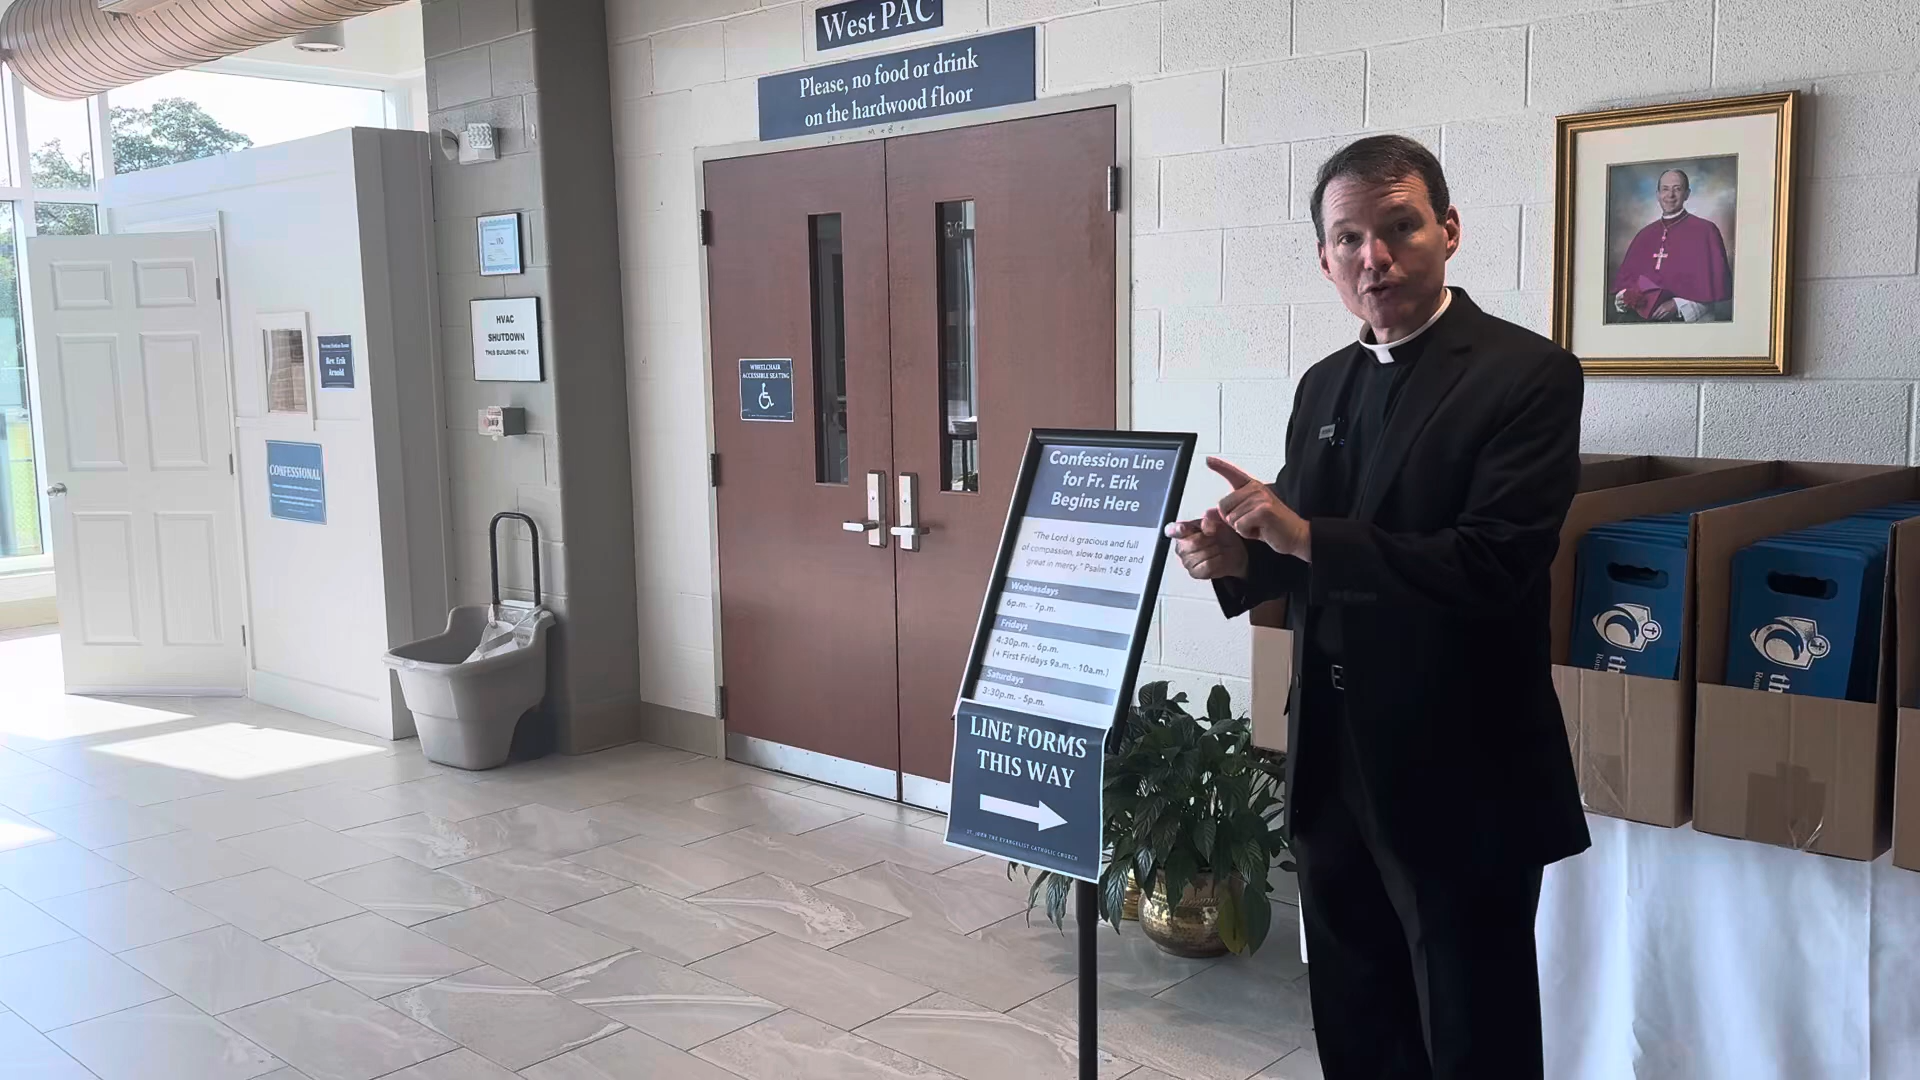 West PAC
Please, no food or drink
on the hardwood floor
HVAC
SHUTDOWN
THIS BUILDING ONLY
Rev. Erik
Arnold
CONFESSIONAL
WHEELCHAIR
ACCESSIBLE SEATING
Confession Line
for Fr. Erik
Begins Here
"The Lord is gracious and full
of compassion, slow to anger and
great in mercy." Psalm 145:8
Wednesdays
6p.m. - 7p.m.
Fridays
4:30p.m. - 6p.m.
(+ First Fridays 9a.m. - 10a.m.)
Saturdays
3:30p.m. - 5p.m.
LINE FORMS
THIS WAY
ST. JOHN THE EVANGELIST CATHOLIC CHURCH